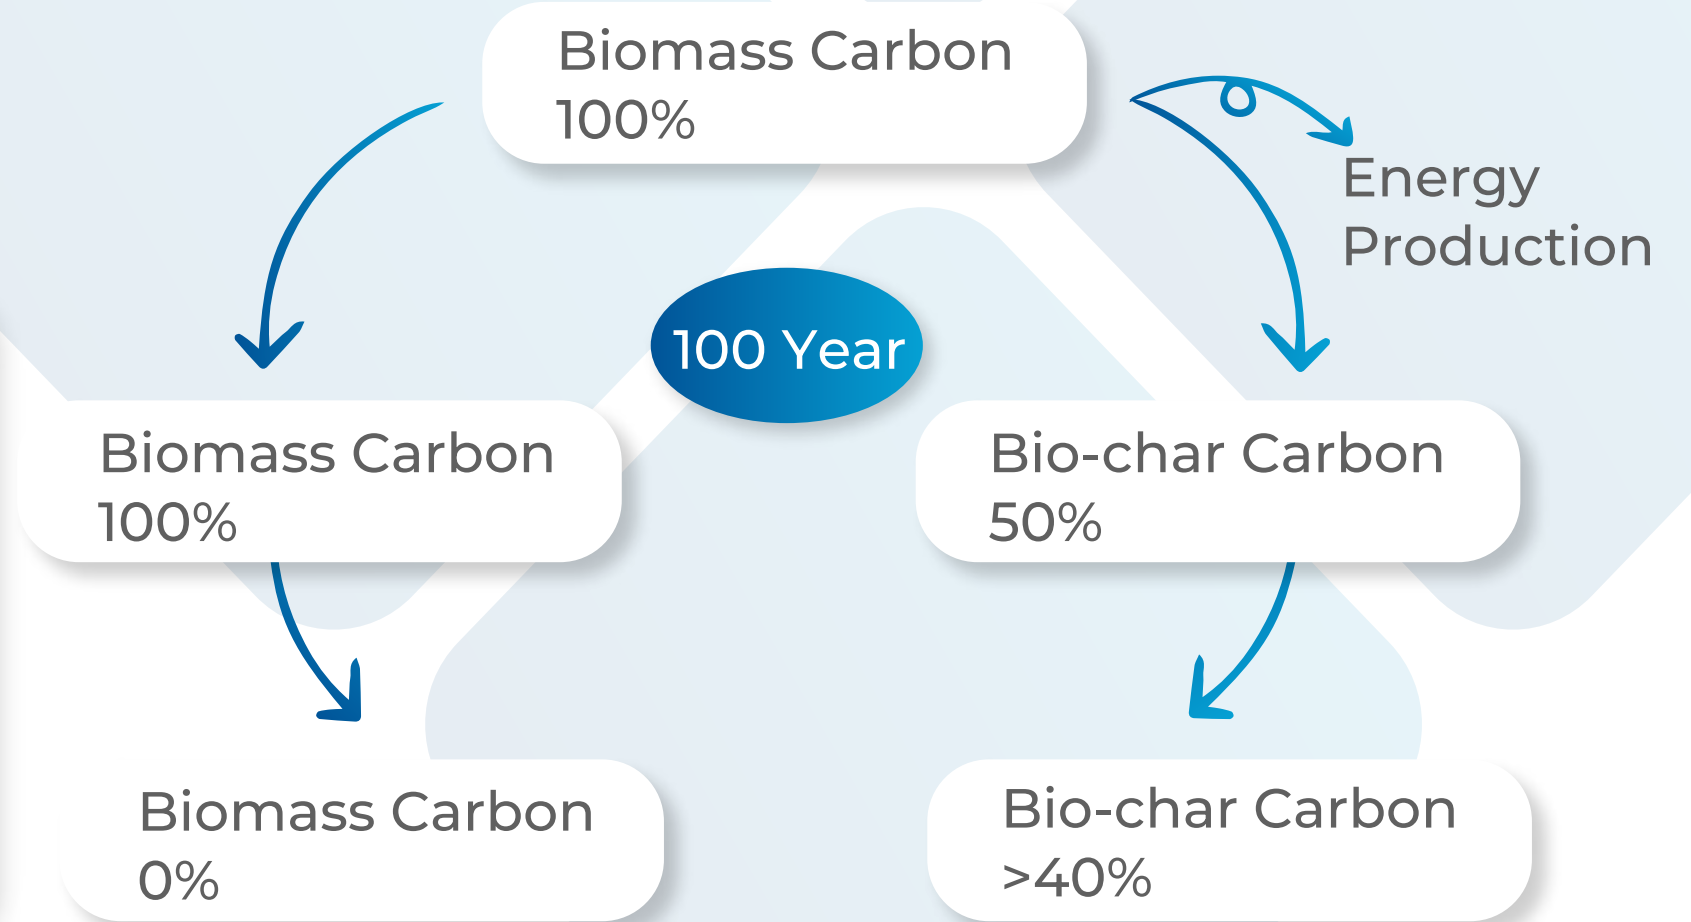 Biomass Carbon
100%
Energy
Production
100 Year
Biomass Carbon
100%
Bio-char Carbon
50%
Biomass Carbon
0%
Bio-char Carbon
>40%